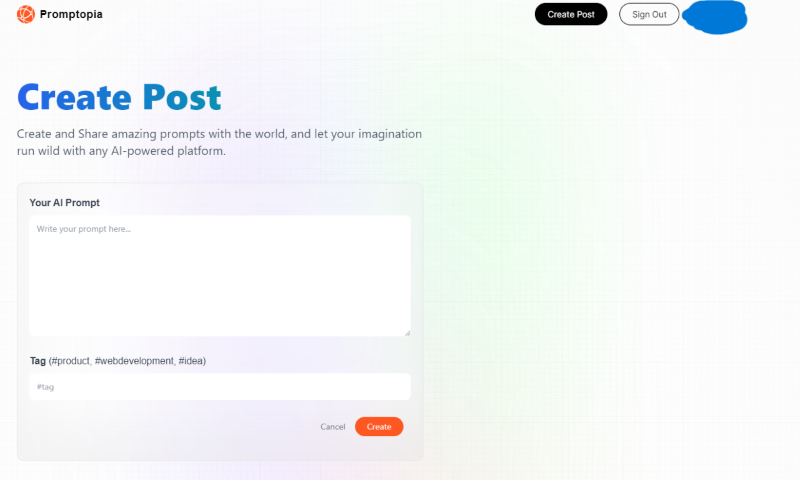 Promptopia
Create Post
Sign Out
Create Post
Create and Share amazing prompts with the world, and let your imagination
run wild with any AI-powered platform.
Your AI Prompt
Write your prompt here...
Tag (#product, #webdevelopment, #idea)
#tag
Cancel
Create